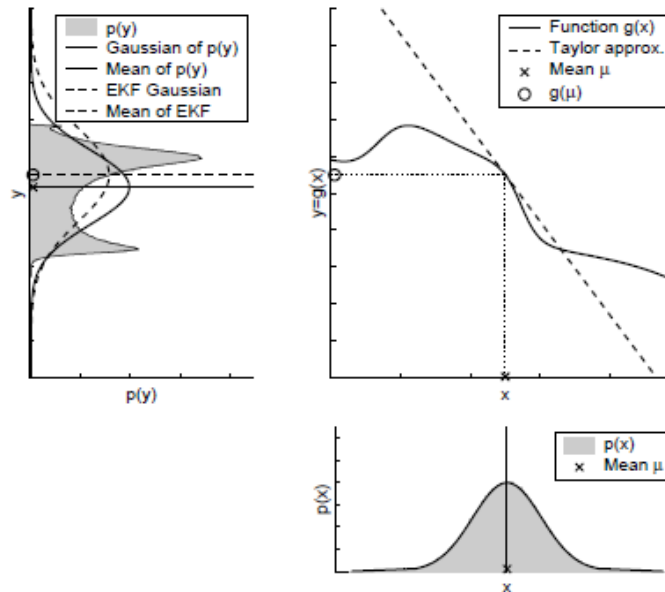 p(y)
Gaussian of p(y)
Mean of p(y)
EKF Gaussian
Mean of EKF
y
p(y)
Function g(x)
Taylor approx.
Mean μ
g(μ)
y=g(x)
x
p(x)
Mean μ
p(x)
x